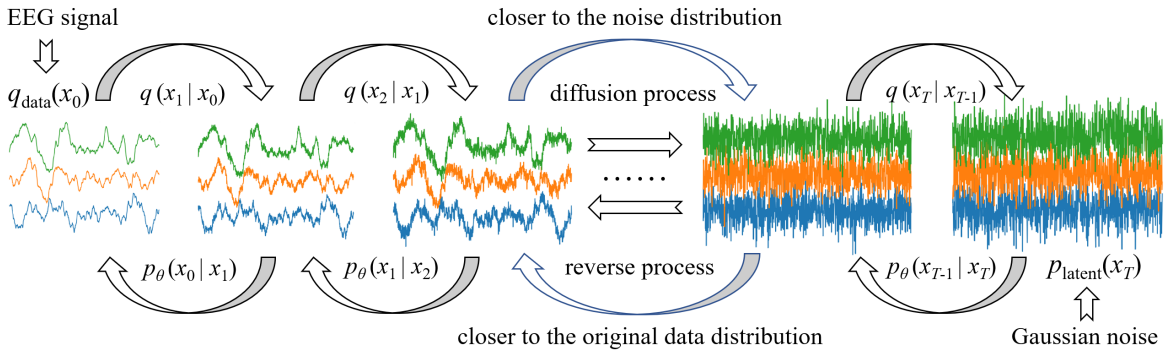 EEG signal
closer to the noise distribution
q_data(x_0)
q(x_1 | x_0)
q(x_2 | x_1)
diffusion process
q(x_T | x_{T-1})
......
p_θ(x_0 | x_1)
p_θ(x_1 | x_2)
reverse process
p_θ(x_{T-1} | x_T)
p_latent(x_T)
closer to the original data distribution
Gaussian noise